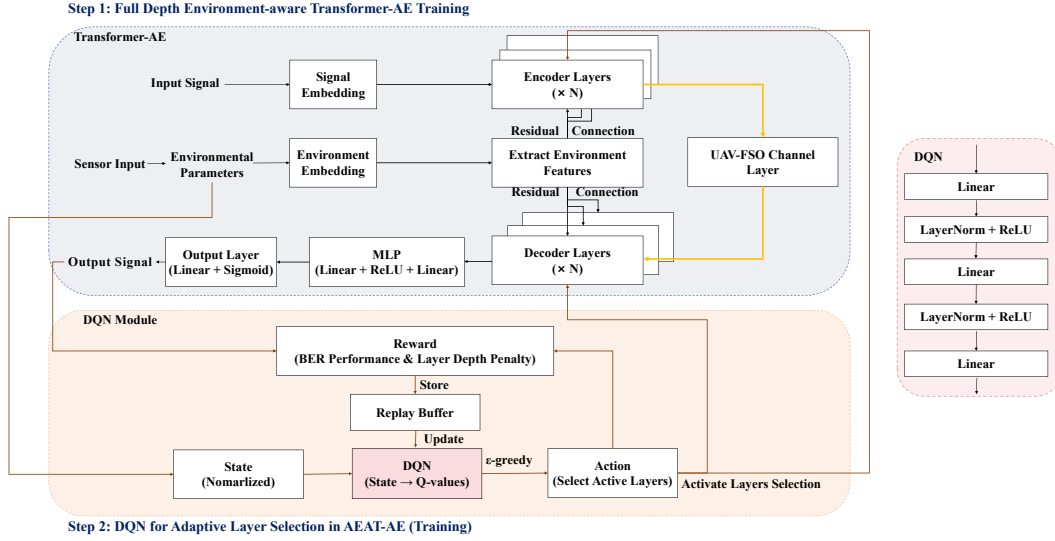 Step 1: Full Depth Environment-aware Transformer-AE Training
Transformer-AE
Input Signal
Signal
Embedding
Encoder Layers
(× N)
Residual Connection
Sensor Input
Environmental
Parameters
Environment
Embedding
Extract Environment
Features
UAV-FSO Channel
Layer
Residual Connection
Output Signal
Output Layer
(Linear + Sigmoid)
MLP
(Linear + ReLU + Linear)
Decoder Layers
(× N)
DQN Module
Reward
(BER Performance & Layer Depth Penalty)
Store
Replay Buffer
Update
State
(Nomarlized)
DQN
(State → Q-values)
ε-greedy
Action
(Select Active Layers)
Activate Layers Selection
Step 2: DQN for Adaptive Layer Selection in AEAT-AE (Training)
DQN
Linear
LayerNorm + ReLU
Linear
LayerNorm + ReLU
Linear